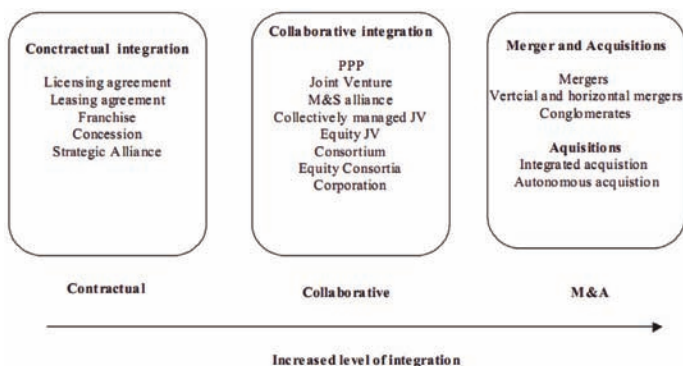 Conctractual integration
Licensing agreement
Leasing agreement
Franchise
Concession
Strategic Alliance
Collaborative integration
PPP
Joint Venture
M&S alliance
Collectively managed JV
Equity JV
Consortium
Equity Consortia
Corporation
Merger and Acquisitions
Mergers
Vertcial and horizontal mergers
Conglomerates
Aquisitions
Integrated acquistion
Autonomous acquistion
Contractual
Collaborative
M&A
Increased level of integration